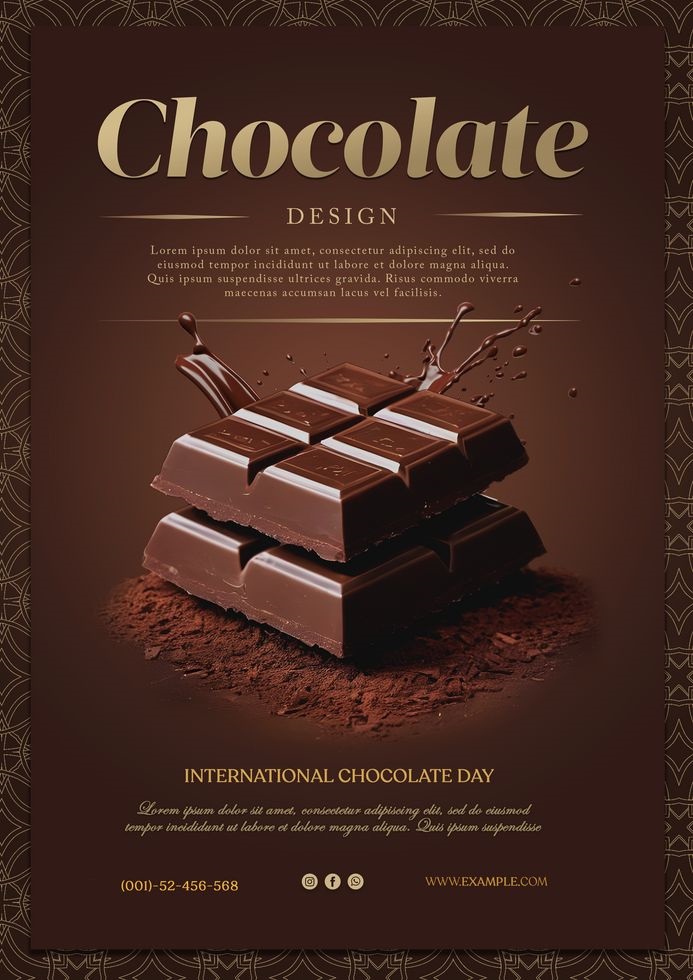 Chocolate
DESIGN
Lorem ipsum dolor sit amet, consectetur adipiscing elit, sed do
eiusmod tempor incididunt ut labore et dolore magna aliqua.
Quis ipsum suspendisse ultrices gravida. Risus commodo viverra
maecenas accumsan lacus vel facilisis.
INTERNATIONAL CHOCOLATE DAY
Lorem ipsum dolor sit amet, consectetur adipiscing elit, sed do eiusmod
tempor incididunt ut labore et dolore magna aliqua. Quis ipsum suspendisse
(001)-52-456-568
WWW.EXAMPLE.COM